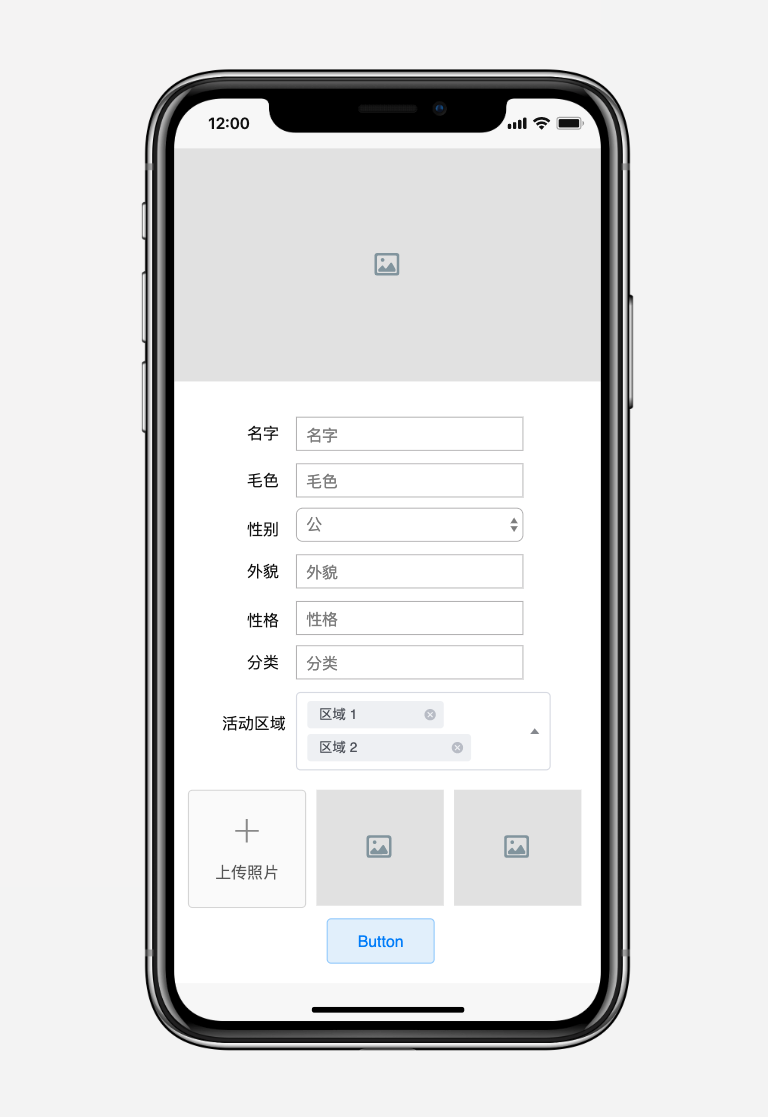 12:00
名字 名字
毛色 毛色
性别 公
外貌 外貌
性格 性格
分类 分类
活动区域 区域 1
区域 2
上传照片
Button